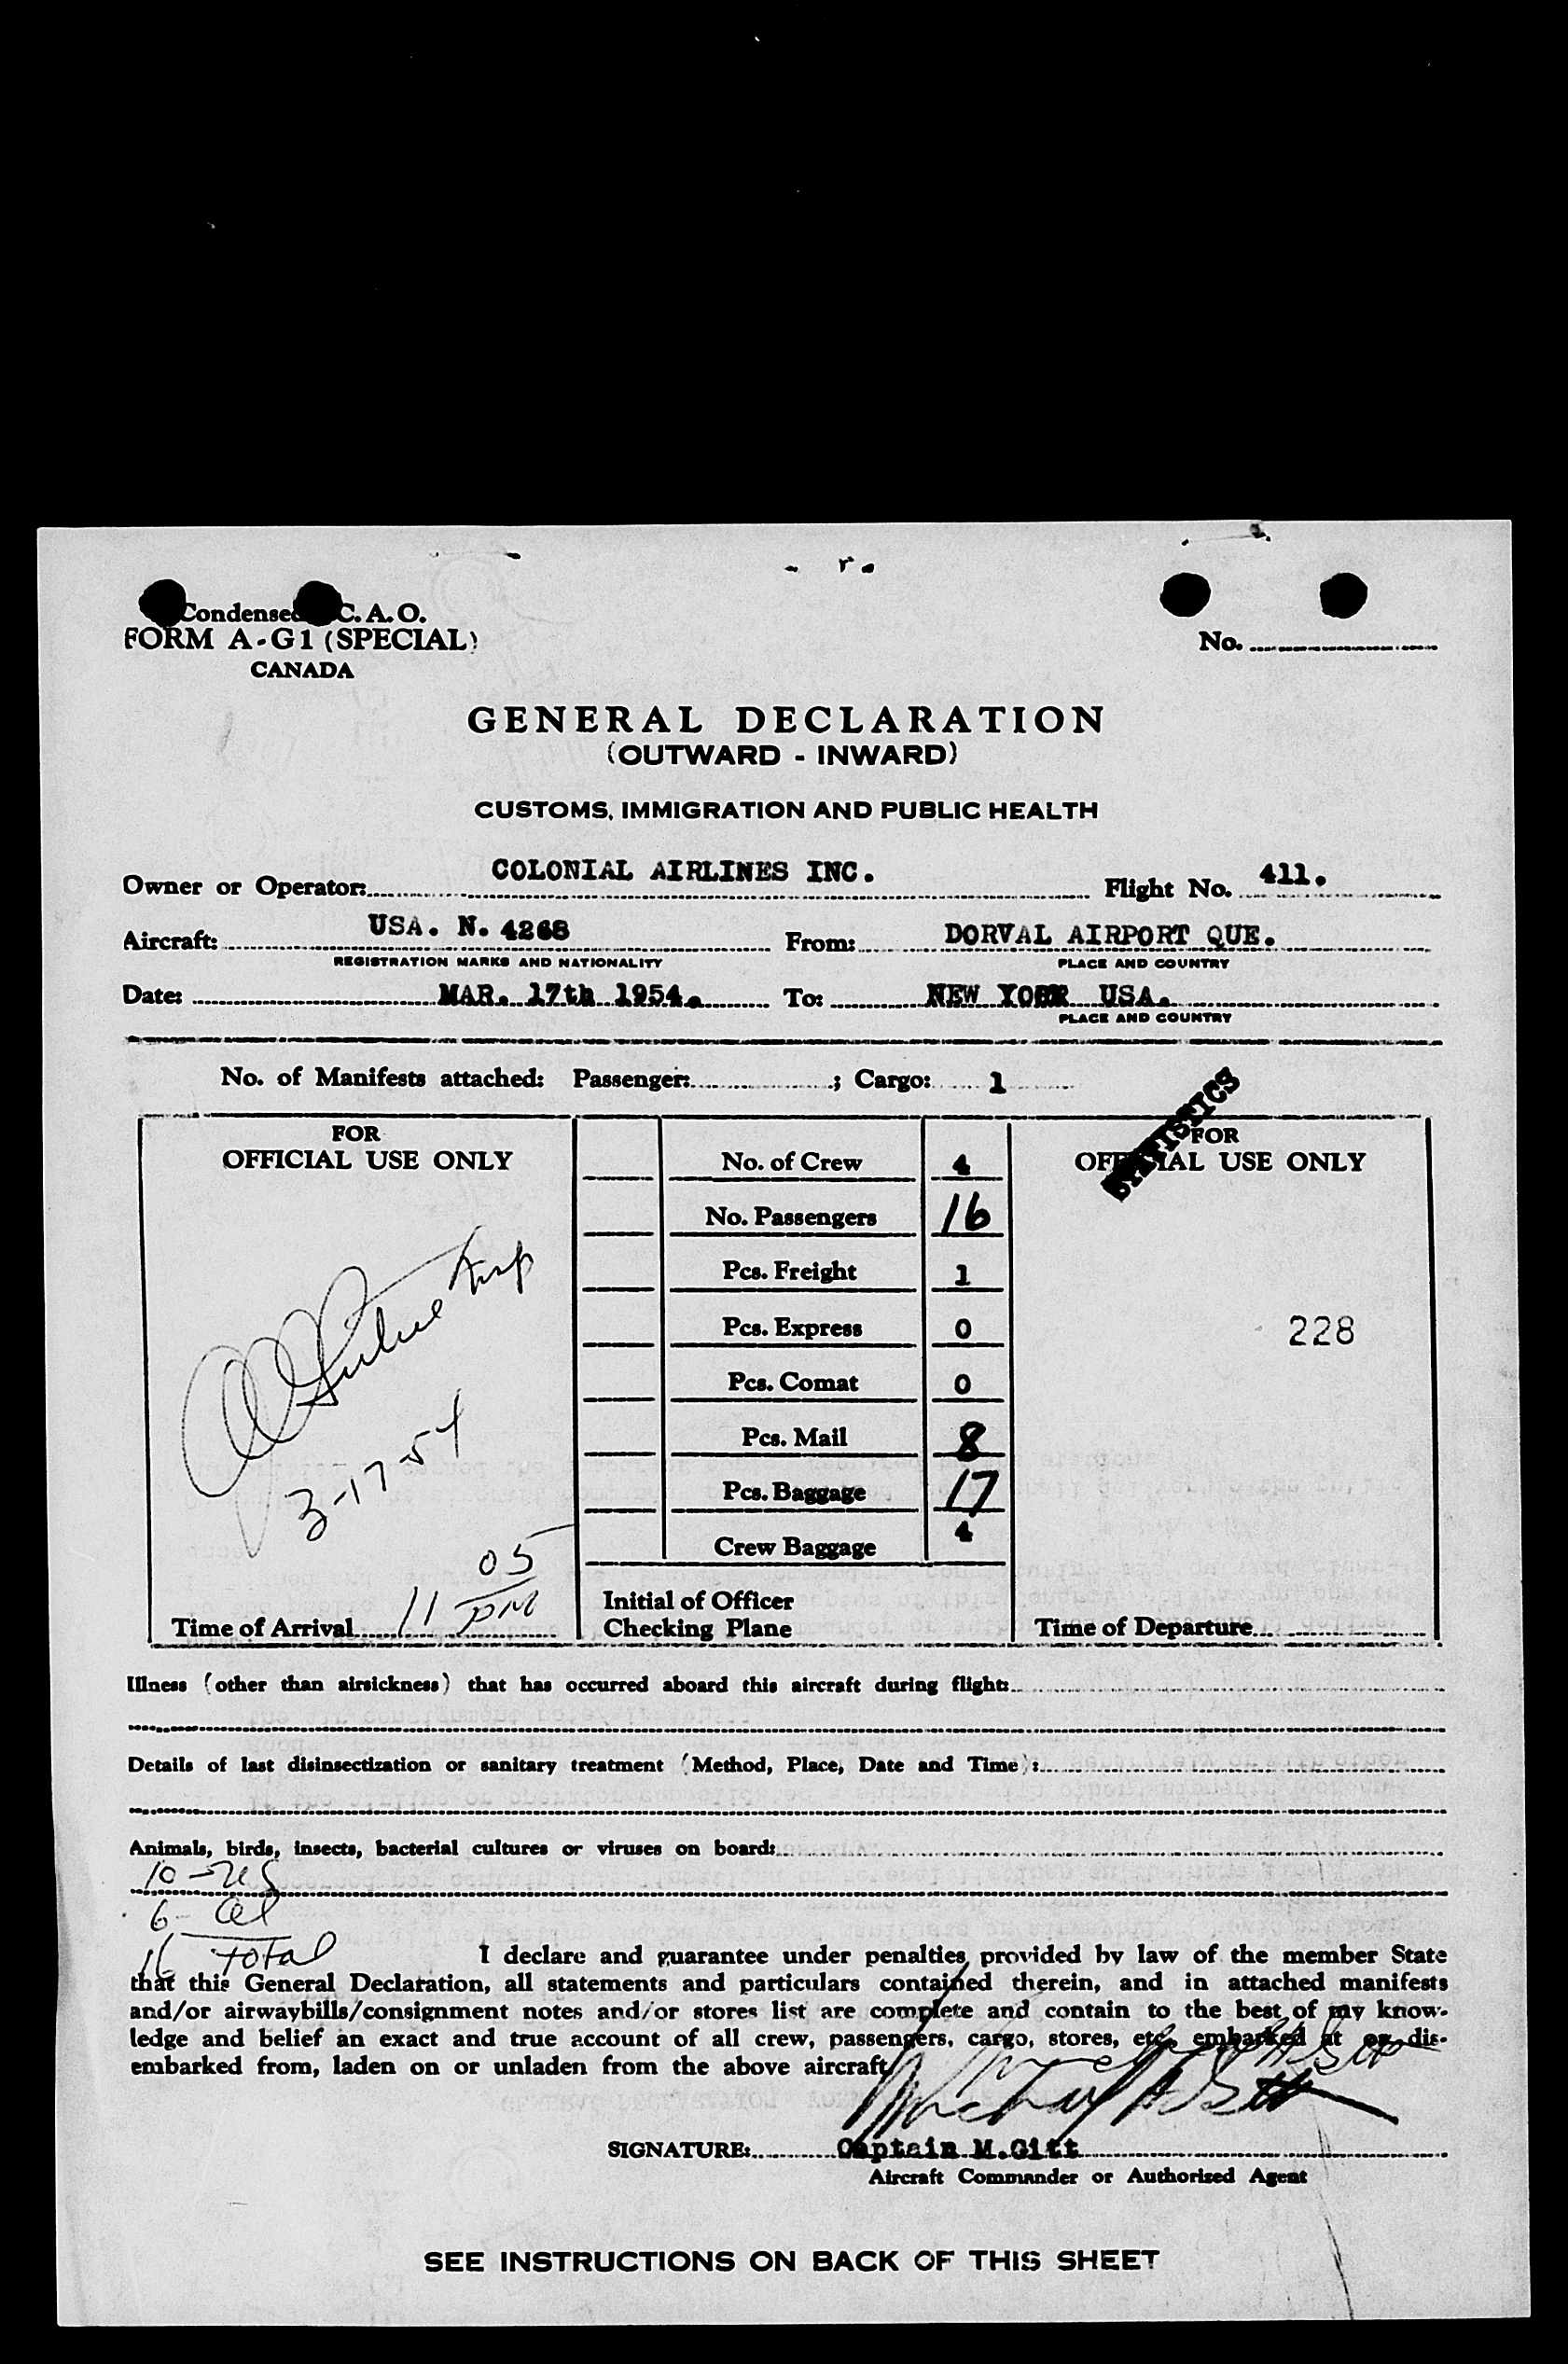 Condensed C. A. O.
FORM A-G1 (SPECIAL)
CANADA
No.
GENERAL DECLARATION
(OUTWARD - INWARD)
CUSTOMS, IMMIGRATION AND PUBLIC HEALTH
Owner or Operator: COLONIAL AIRLINES INC. Flight No. 411.
Aircraft: USA. N. 4268 From: DORVAL AIRPORT QUE.
REGISTRATION MARKS AND NATIONALITY PLACE AND COUNTRY
Date: MAR. 17th 1954. To: NEW YORK USA.
PLACE AND COUNTRY
No. of Manifests attached: Passenger: ; Cargo: 1
STATISTICS
FOR
OFFICIAL USE ONLY
3-17-54
Time of Arrival 11 05 PM
No. of Crew 4
No. Passengers 16
Pcs. Freight 1
Pcs. Express 0
Pcs. Comat 0
Pcs. Mail 8
Pcs. Baggage 17
Crew Baggage 4
Initial of Officer
Checking Plane
FOR
OFFICIAL USE ONLY
228
Time of Departure
Illness (other than airsickness) that has occurred aboard this aircraft during flight:
Details of last disinsectization or sanitary treatment (Method, Place, Date and Time):
Animals, birds, insects, bacterial cultures or viruses on board:
10 - US
6 -
16 Total
I declare and guarantee under penalties provided by law of the member State
that this General Declaration, all statements and particulars contained therein, and in attached manifests
and/or airwaybills/consignment notes and/or stores list are complete and contain to the best of my know-
ledge and belief an exact and true account of all crew, passengers, cargo, stores, etc. embarked at or dis-
embarked from, laden on or unladen from the above aircraft
SIGNATURE: Captain M.Gitt
Aircraft Commander or Authorized Agent
SEE INSTRUCTIONS ON BACK OF THIS SHEET